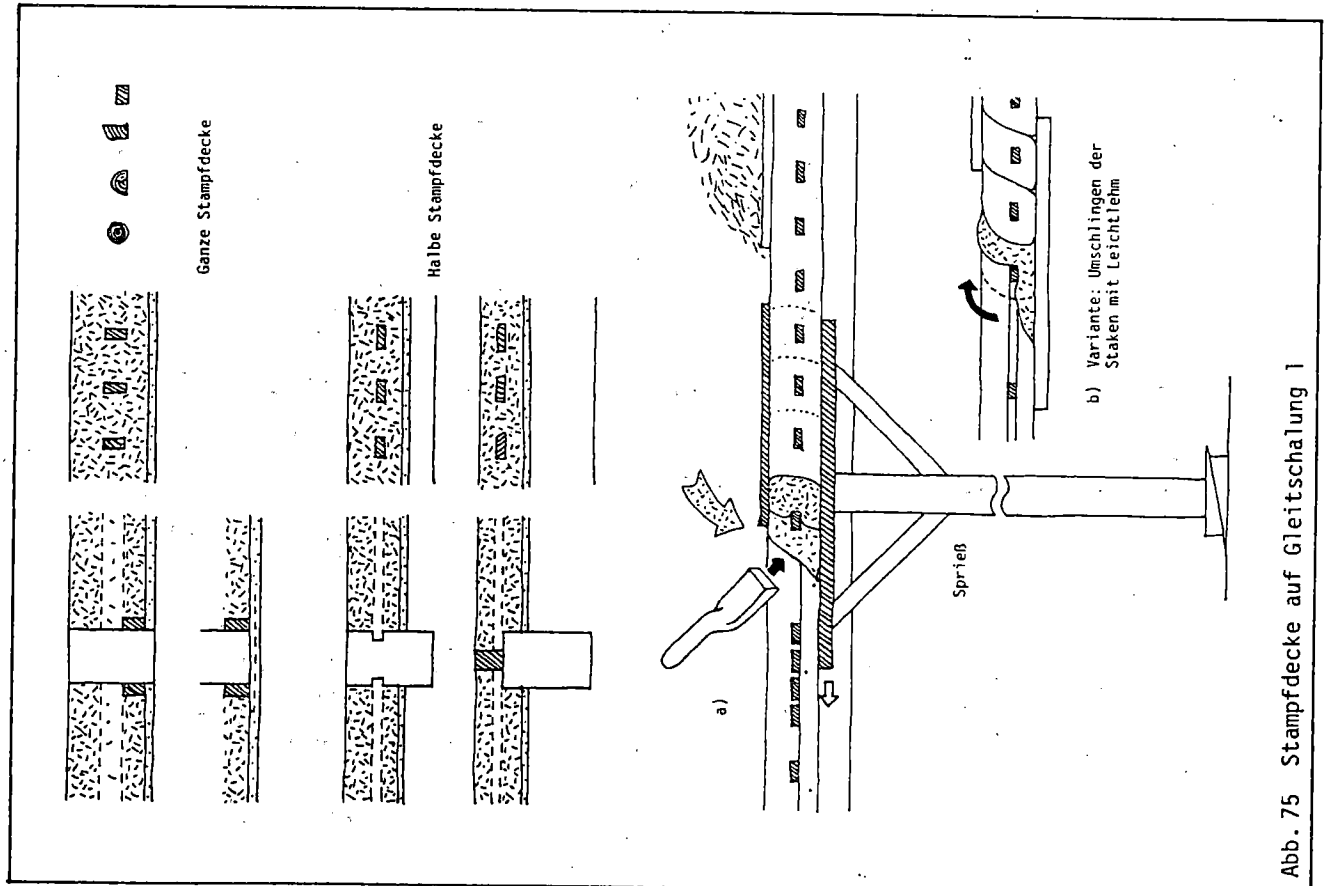 Ganze Stampfdecke
Halbe Stampfdecke
a)
Sprieß
b) Variante: Umschlingen der
Staken mit Leichtlehm
Abb. 75 Stampfdecke auf Gleitschalung 1